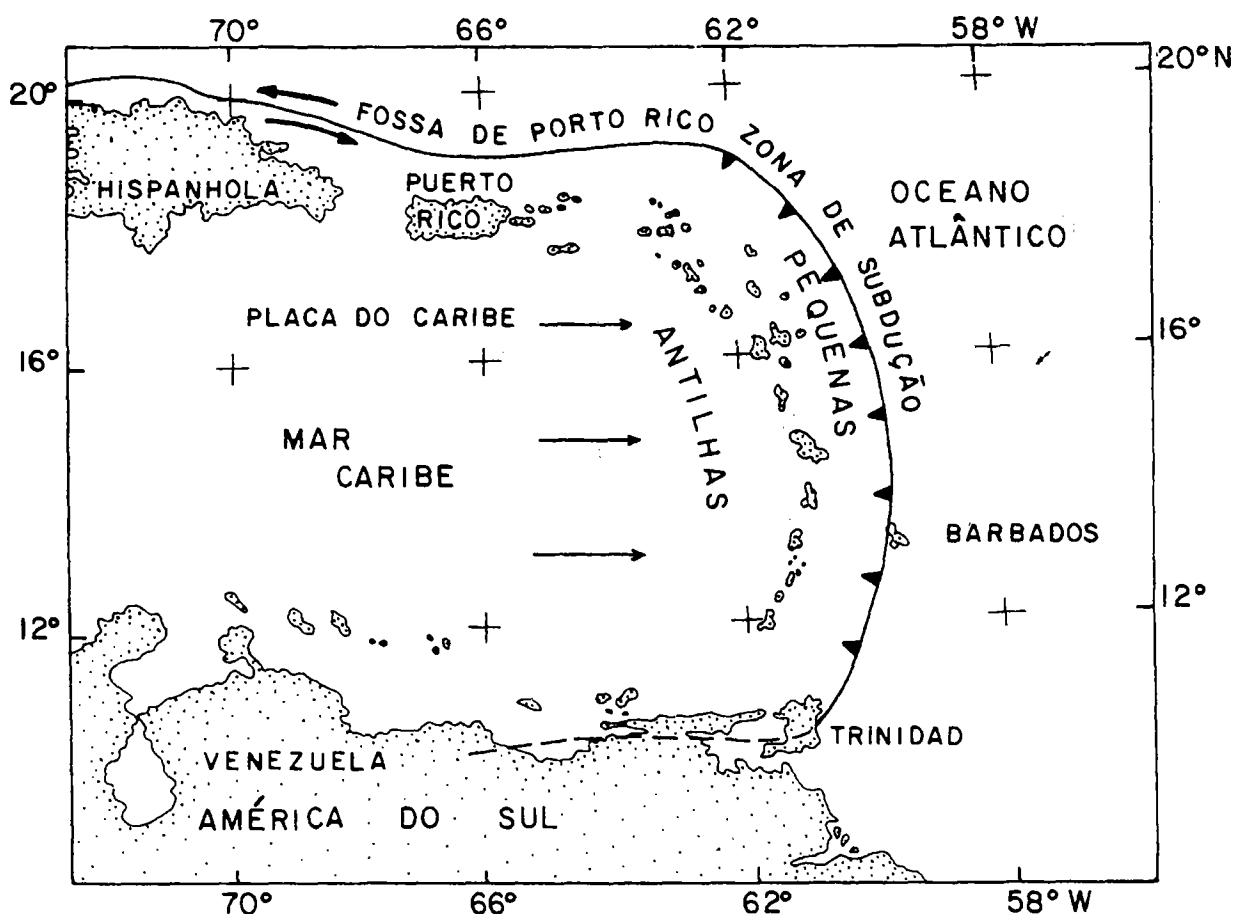 70° 66° 62° 58° W
20° 20° N
FOSSA DE PORTO RICO
ZONA DE SUBDUÇÃO
HISPANHOLA
PUERTO
RICO
OCEANO
ATLÂNTICO
PLACA DO CARIBE
ANTILHAS
PEQUENAS
16° 16°
MAR
CARIBE
BARBADOS
12° 12°
TRINIDAD
VENEZUELA
AMÉRICA DO SUL
70° 66° 62° 58° W